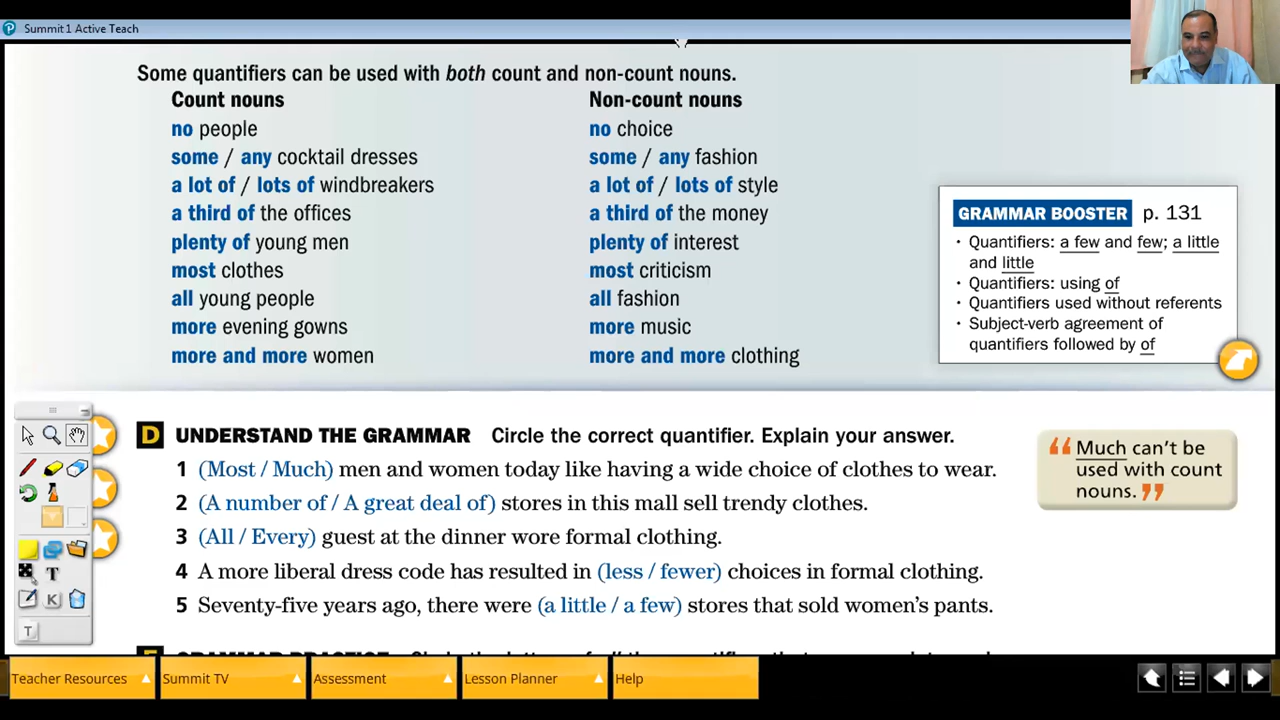 Summit 1 Active Teach
Some quantifiers can be used with both count and non-count nouns.
Count nouns
no people
some / any cocktail dresses
a lot of / lots of windbreakers
a third of the offices
plenty of young men
most clothes
all young people
more evening gowns
more and more women
Non-count nouns
no choice
some / any fashion
a lot of / lots of style
a third of the money
plenty of interest
most criticism
all fashion
more music
more and more clothing
GRAMMAR BOOSTER p. 131
• Quantifiers: a few and few; a little
and little
• Quantifiers: using of
• Quantifiers used without referents
• Subject-verb agreement of
quantifiers followed by of
D UNDERSTAND THE GRAMMAR Circle the correct quantifier. Explain your answer.
1 (Most / Much) men and women today like having a wide choice of clothes to wear.
2 (A number of / A great deal of) stores in this mall sell trendy clothes.
3 (All / Every) guest at the dinner wore formal clothing.
4 A more liberal dress code has resulted in (less / fewer) choices in formal clothing.
5 Seventy-five years ago, there were (a little / a few) stores that sold women's pants.
“Much can't be
used with count
nouns.”
T
K
T
Teacher Resources
Summit TV
Assessment
Lesson Planner
Help